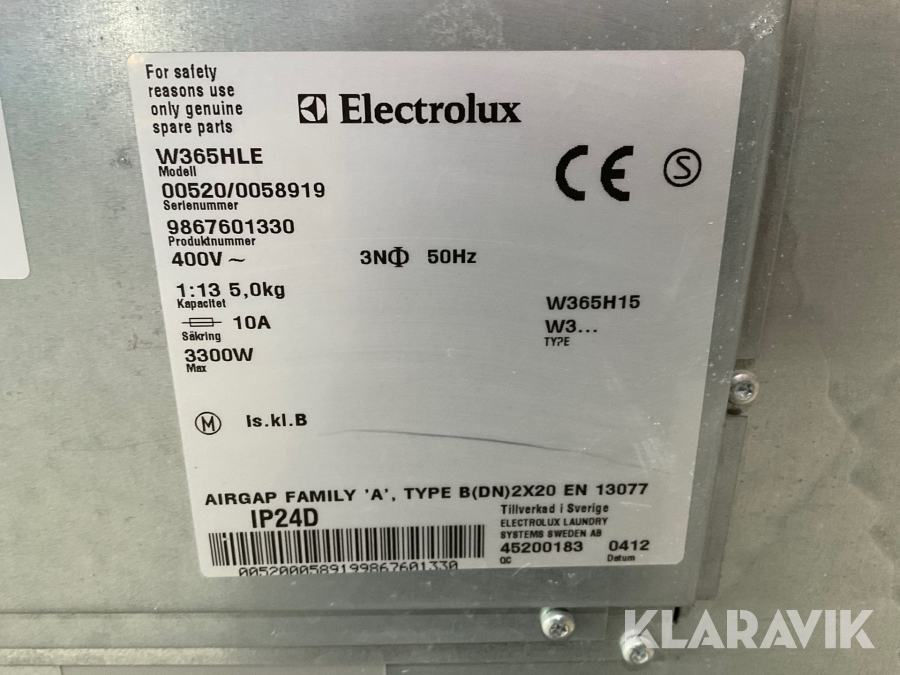 For safety
reasons use
only genuine
spare parts
Electrolux
W365HLE
Modell
00520/0058919
Serienummer
9867601330
Produktnummer
400V ~ 3NΦ 50Hz
1:13 5,0kg
Kapacitet
10A
Säkring
3300W
Max
W365H15
W3...
TYPE
CE S
M Is.kl.B
AIRGAP FAMILY 'A', TYPE B(DN)2X20 EN 13077
IP24D
Tillverkad i Sverige
ELECTROLUX LAUNDRY
SYSTEMS SWEDEN AB
45200183 0412
QC Datum
0052000589199867601330
KLARAVIK